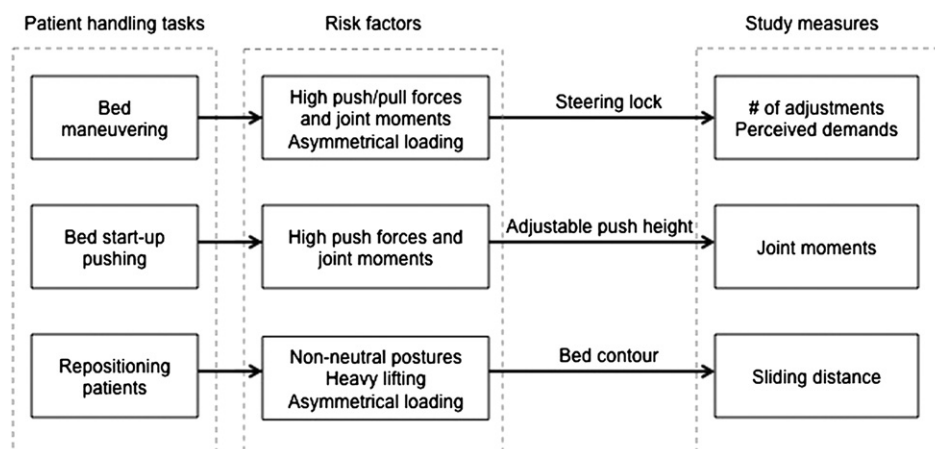 Patient handling tasks
Risk factors
Study measures
Bed
maneuvering
High push/pull forces
and joint moments
Asymmetrical loading
Steering lock
# of adjustments
Perceived demands
Bed start-up
pushing
High push forces and
joint moments
Adjustable push height
Joint moments
Repositioning
patients
Non-neutral postures
Heavy lifting
Asymmetrical loading
Bed contour
Sliding distance